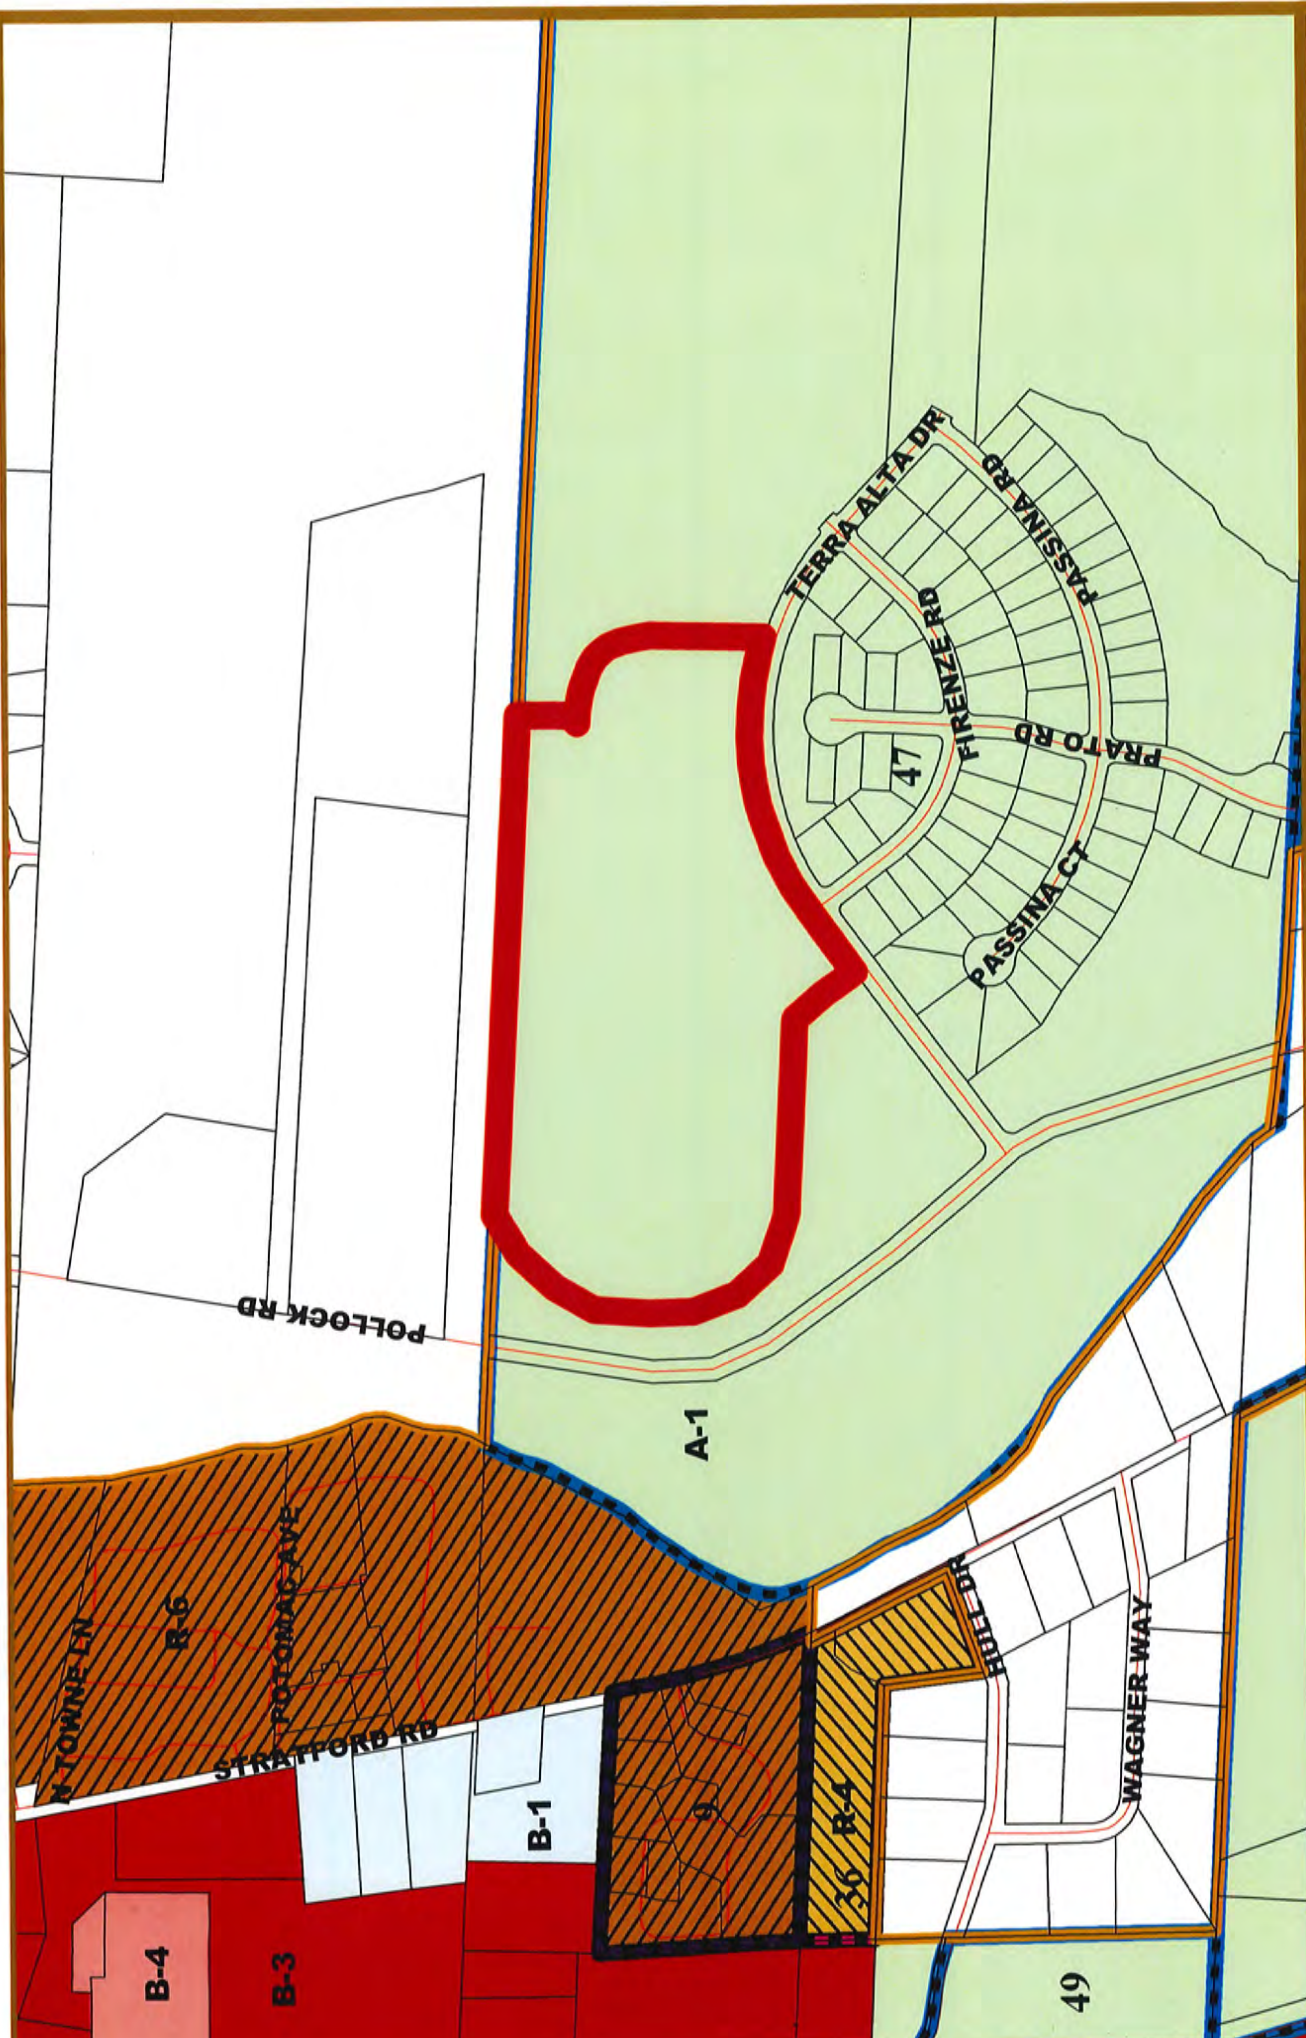 TERRA ALTA DR
PASSINA RD
FIRENZE RD
PRATO RD
47
PASSINA CT
POLLOCK RD
A-1
R-6
POTOMAC AVE
N TOWNE LN
STRATFORD RD
HULL DR
WAGNER WAY
B-1
9
R-4
36
B-4
B-3
49